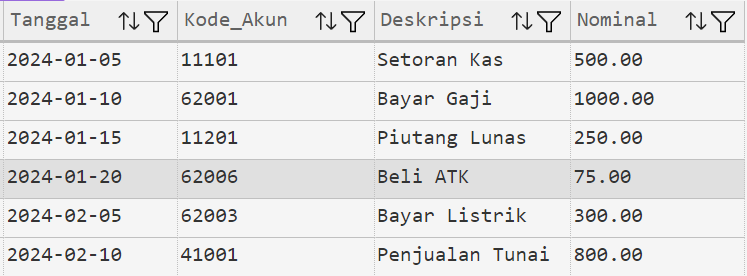 Tanggal Kode_Akun Deskripsi Nominal
2024-01-05 11101 Setoran Kas 500.00
2024-01-10 62001 Bayar Gaji 1000.00
2024-01-15 11201 Piutang Lunas 250.00
2024-01-20 62006 Beli ATK 75.00
2024-02-05 62003 Bayar Listrik 300.00
2024-02-10 41001 Penjualan Tunai 800.00